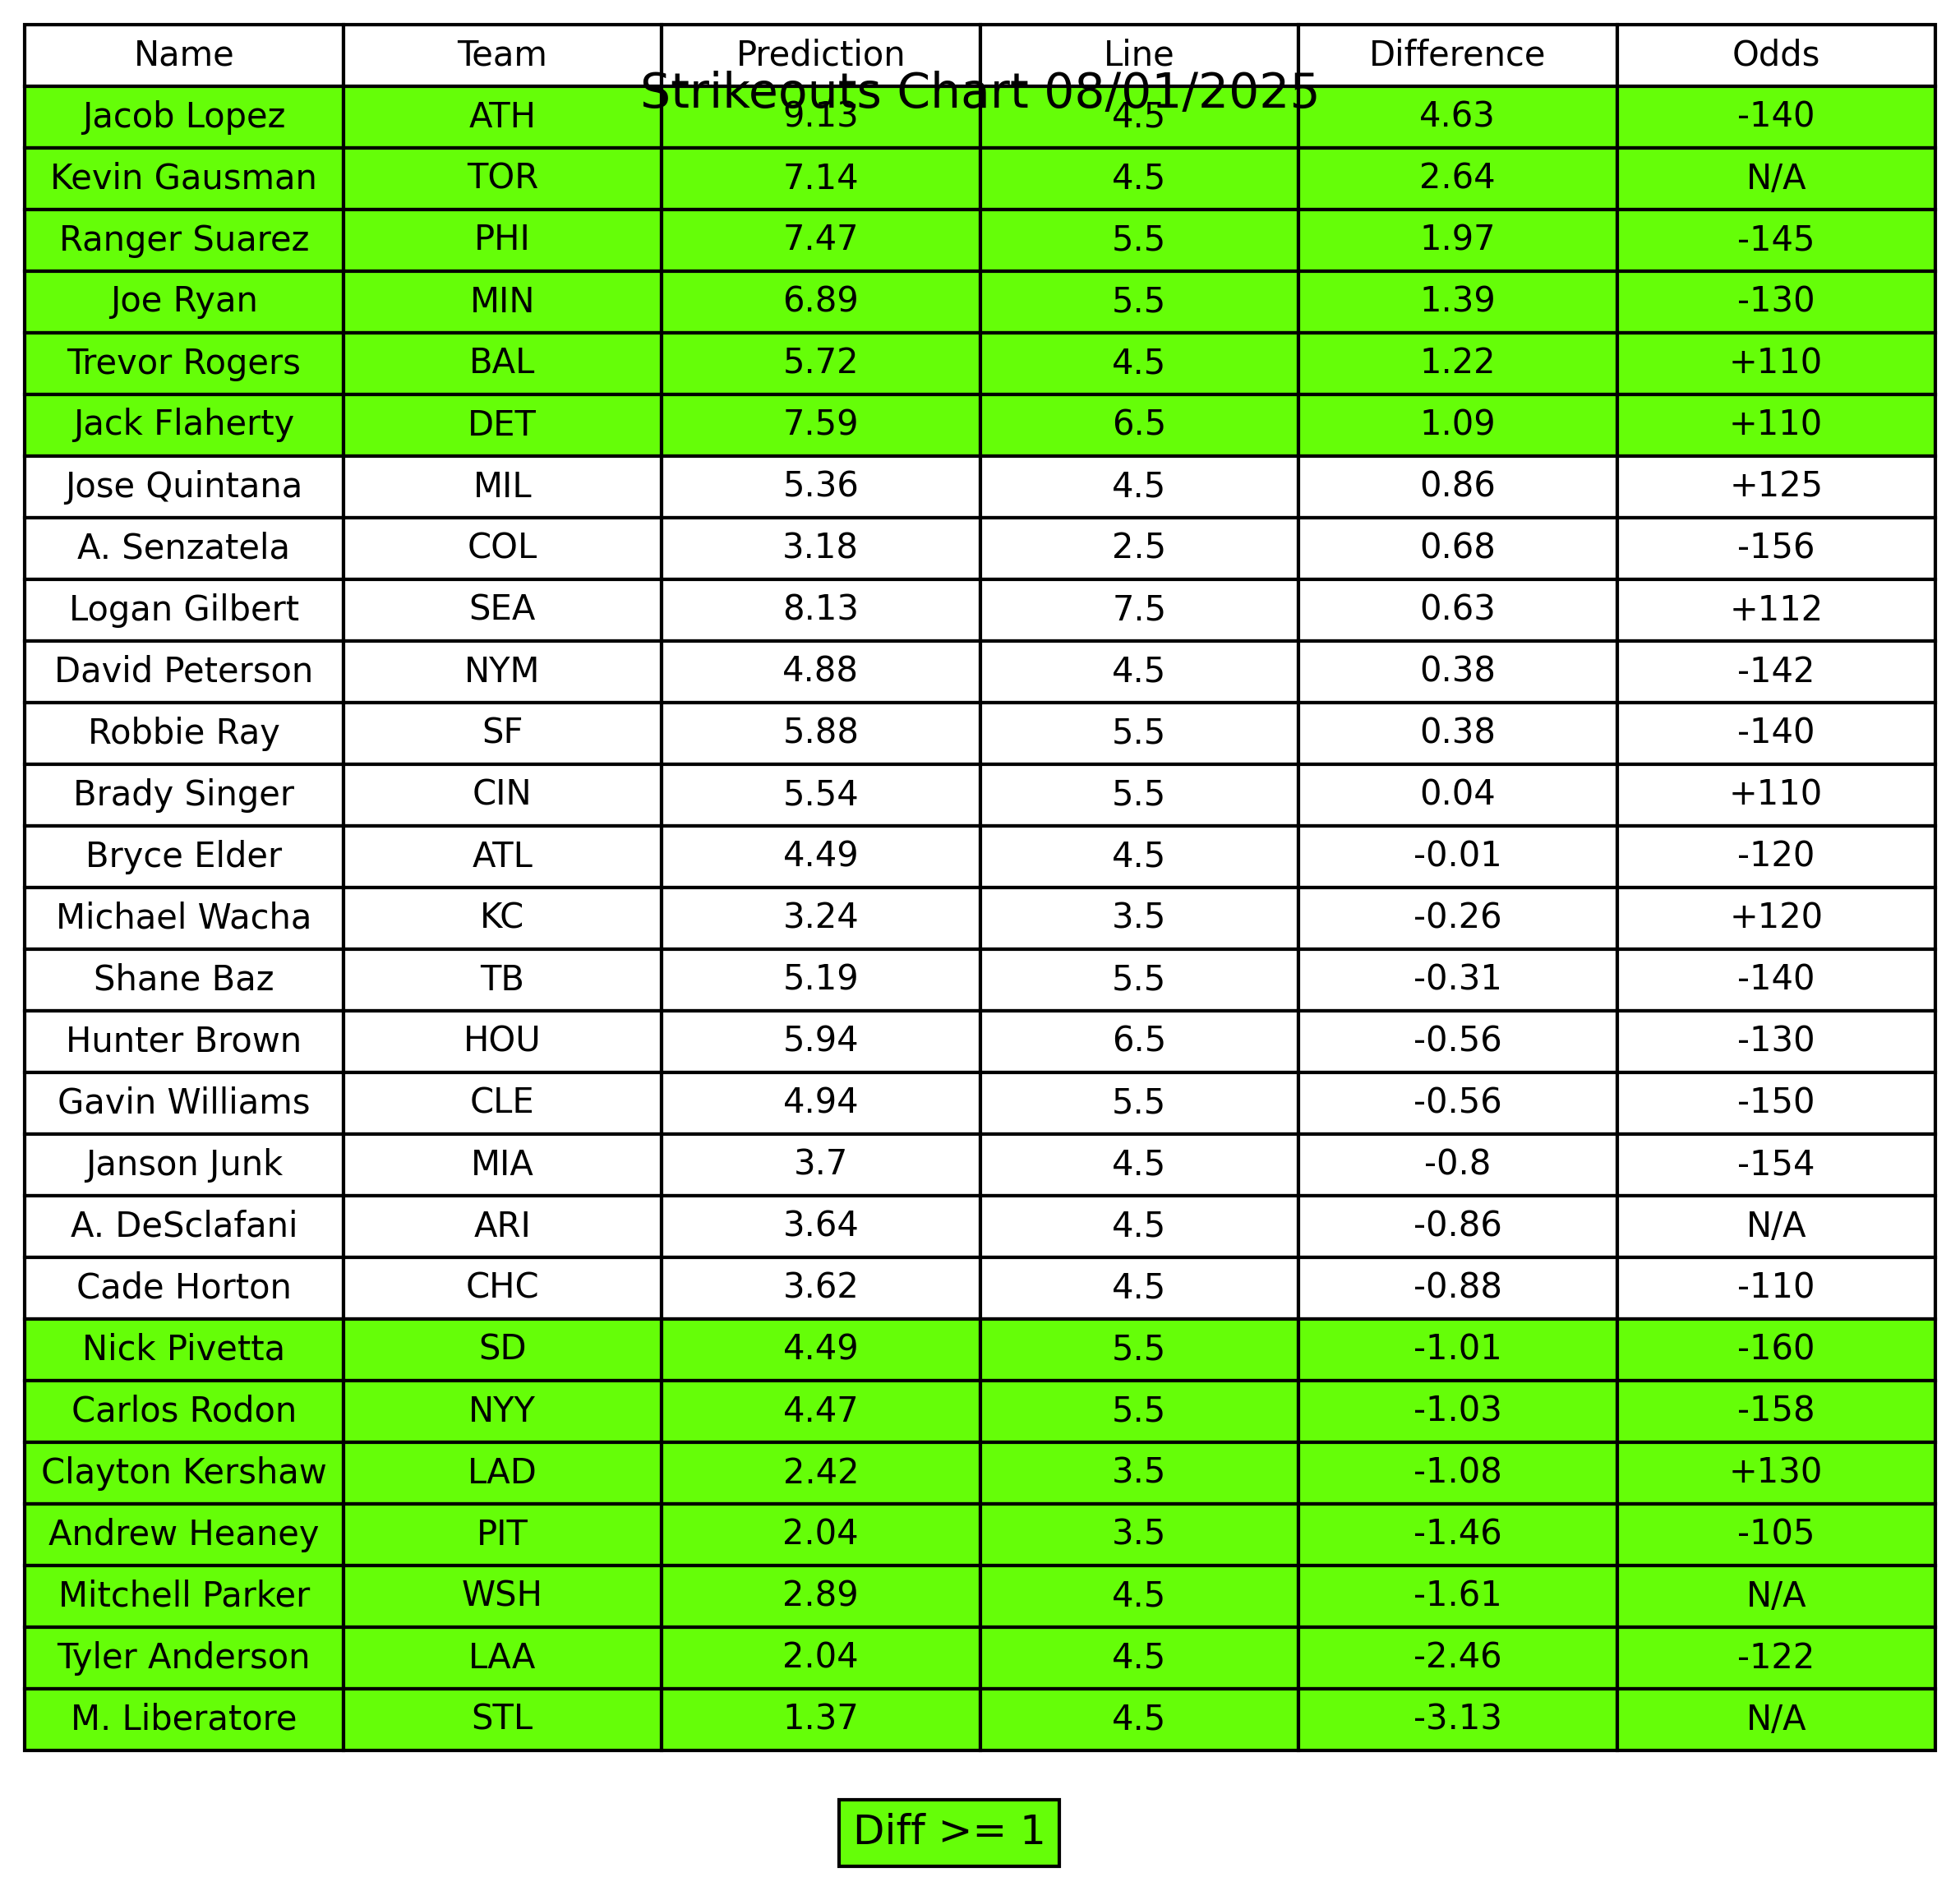 Name Team Prediction Line Difference Odds
Strikeouts Chart 08/01/2025
Jacob Lopez ATH 9.13 4.5 4.63 -140
Kevin Gausman TOR 7.14 4.5 2.64 N/A
Ranger Suarez PHI 7.47 5.5 1.97 -145
Joe Ryan MIN 6.89 5.5 1.39 -130
Trevor Rogers BAL 5.72 4.5 1.22 +110
Jack Flaherty DET 7.59 6.5 1.09 +110
Jose Quintana MIL 5.36 4.5 0.86 +125
A. Senzatela COL 3.18 2.5 0.68 -156
Logan Gilbert SEA 8.13 7.5 0.63 +112
David Peterson NYM 4.88 4.5 0.38 -142
Robbie Ray SF 5.88 5.5 0.38 -140
Brady Singer CIN 5.54 5.5 0.04 +110
Bryce Elder ATL 4.49 4.5 -0.01 -120
Michael Wacha KC 3.24 3.5 -0.26 +120
Shane Baz TB 5.19 5.5 -0.31 -140
Hunter Brown HOU 5.94 6.5 -0.56 -130
Gavin Williams CLE 4.94 5.5 -0.56 -150
Janson Junk MIA 3.7 4.5 -0.8 -154
A. DeSclafani ARI 3.64 4.5 -0.86 N/A
Cade Horton CHC 3.62 4.5 -0.88 -110
Nick Pivetta SD 4.49 5.5 -1.01 -160
Carlos Rodon NYY 4.47 5.5 -1.03 -158
Clayton Kershaw LAD 2.42 3.5 -1.08 +130
Andrew Heaney PIT 2.04 3.5 -1.46 -105
Mitchell Parker WSH 2.89 4.5 -1.61 N/A
Tyler Anderson LAA 2.04 4.5 -2.46 -122
M. Liberatore STL 1.37 4.5 -3.13 N/A
Diff >= 1